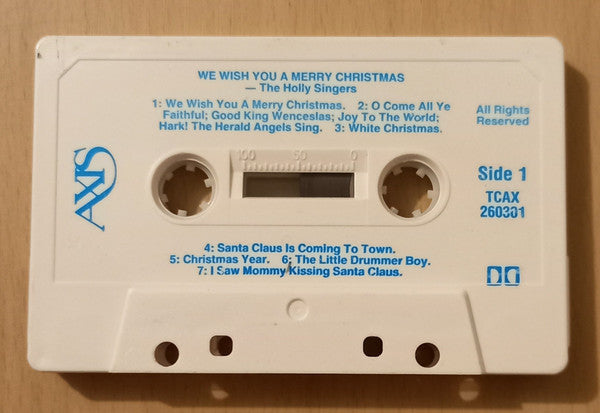 WE WISH YOU A MERRY CHRISTMAS
— The Holly Singers
1: We Wish You A Merry Christmas. 2: O Come All Ye
Faithful; Good King Wenceslas; Joy To The World;
Hark! The Herald Angels Sing. 3: White Christmas.
All Rights
Reserved
AXIS
100 50 0
Side 1
TCAX
260301
4: Santa Claus Is Coming To Town.
5: Christmas Year. 6: The Little Drummer Boy.
7: I Saw Mommy Kissing Santa Claus.